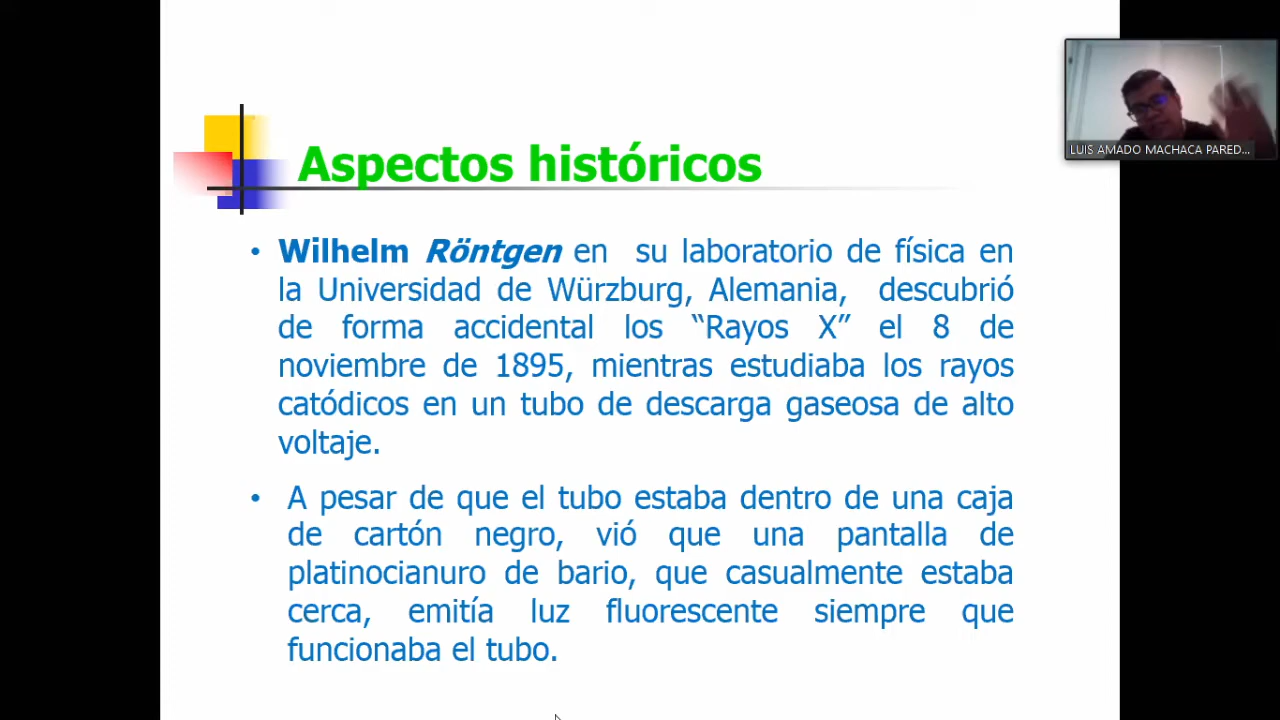 Aspectos históricos
LUIS AMADO MACHACA PARED...
• Wilhelm Röntgen en su laboratorio de física en
la Universidad de Würzburg, Alemania, descubrió
de forma accidental los “Rayos X” el 8 de
noviembre de 1895, mientras estudiaba los rayos
catódicos en un tubo de descarga gaseosa de alto
voltaje.
• A pesar de que el tubo estaba dentro de una caja
de cartón negro, vió que una pantalla de
platinocianuro de bario, que casualmente estaba
cerca, emitía luz fluorescente siempre que
funcionaba el tubo.